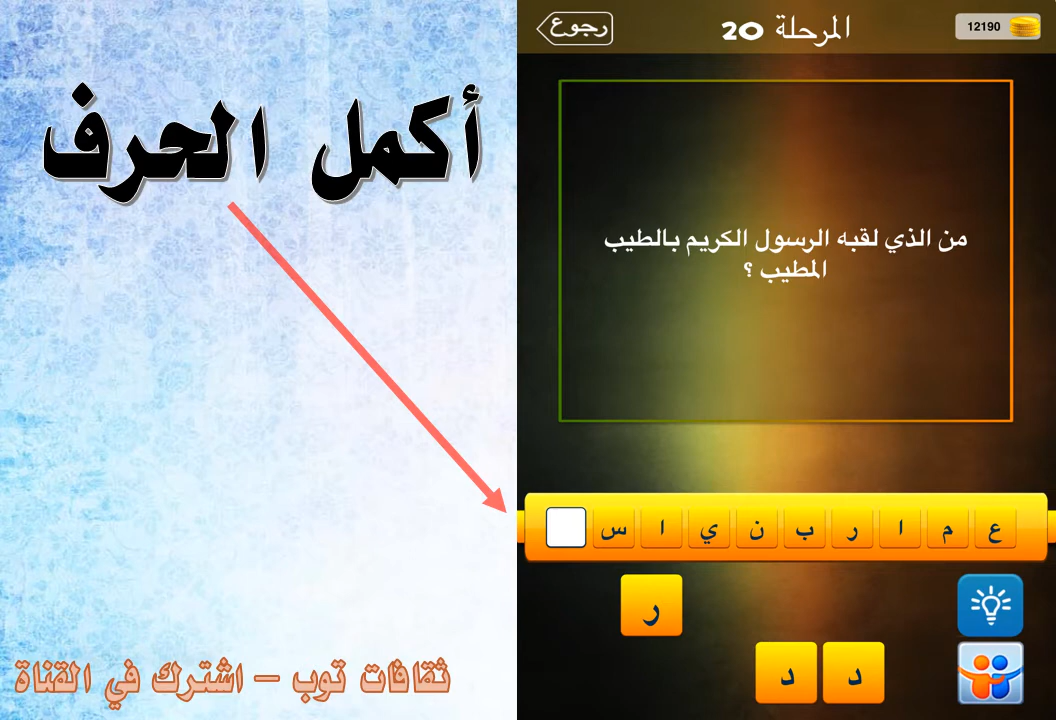 أكمل الحرف
ثقافات توب – اشترك في القناة
رجوع
المرحلة 20
12190
من الذي لقبه الرسول الكريم بالطيب
المطيب ؟
ع م ا ر ب ن ي ا س
ر
د د